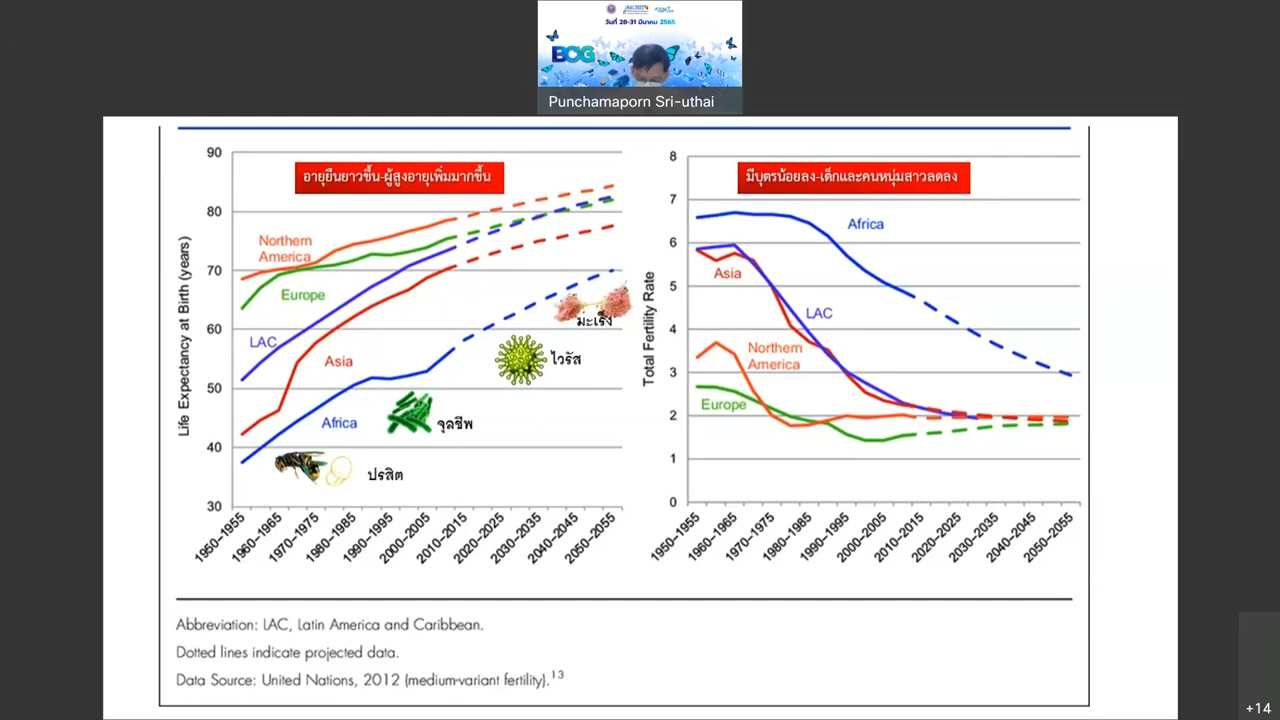 วันที่ 28-31 มีนาคม 2565
BCG
Punchamaporn Sri-uthai
อายุยืนยาวขึ้น-ผู้สูงอายุเพิ่มมากขึ้น
Life Expectancy at Birth (years)
90
80
70
60
50
40
30
Northern
America
Europe
LAC
Asia
Africa
มะเร็ง
ไวรัส
จุลชีพ
ปรสิต
1950–1955
1960–1965
1970–1975
1980–1985
1990–1995
2000–2005
2010–2015
2020–2025
2030–2035
2040–2045
2050–2055
มีบุตรน้อยลง-เด็กและคนหนุ่มสาวลดลง
Total Fertility Rate
8
7
6
5
4
3
2
1
0
Africa
Asia
LAC
Northern
America
Europe
1950–1955
1960–1965
1970–1975
1980–1985
1990–1995
2000–2005
2010–2015
2020–2025
2030–2035
2040–2045
2050–2055
Abbreviation: LAC, Latin America and Caribbean.
Dotted lines indicate projected data.
Data Source: United Nations, 2012 (medium-variant fertility).13
+14